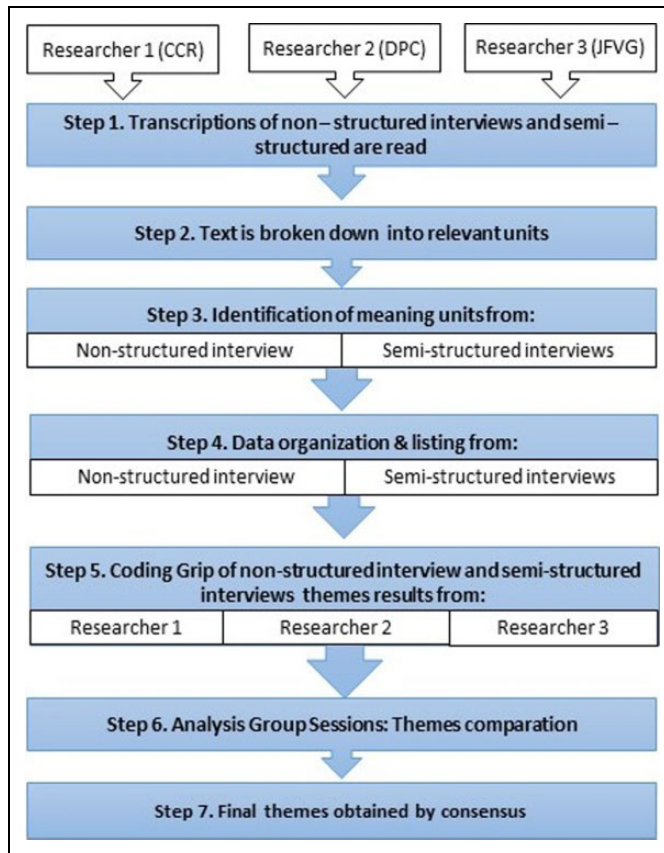 Researcher 1 (CCR)
Researcher 2 (DPC)
Researcher 3 (JFVG)
Step 1. Transcriptions of non – structured interviews and semi –
structured are read
Step 2. Text is broken down into relevant units
Step 3. Identification of meaning units from:
Non-structured interview
Semi-structured interviews
Step 4. Data organization & listing from:
Non-structured interview
Semi-structured interviews
Step 5. Coding Grip of non-structured interview and semi-structured
interviews themes results from:
Researcher 1
Researcher 2
Researcher 3
Step 6. Analysis Group Sessions: Themes comparation
Step 7. Final themes obtained by consensus